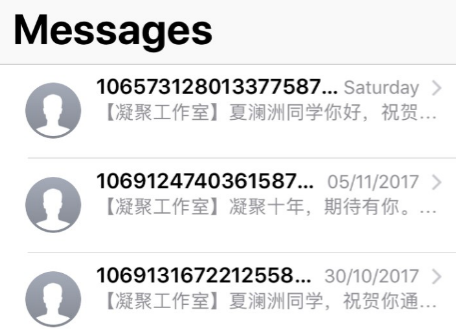 Messages
106573128013377587... Saturday
【凝聚工作室】夏澜洲同学你好，祝贺...
1069124740361587... 05/11/2017
【凝聚工作室】凝聚十年，期待有你。...
1069131672212558... 30/10/2017
【凝聚工作室】夏澜洲同学，祝贺你通...